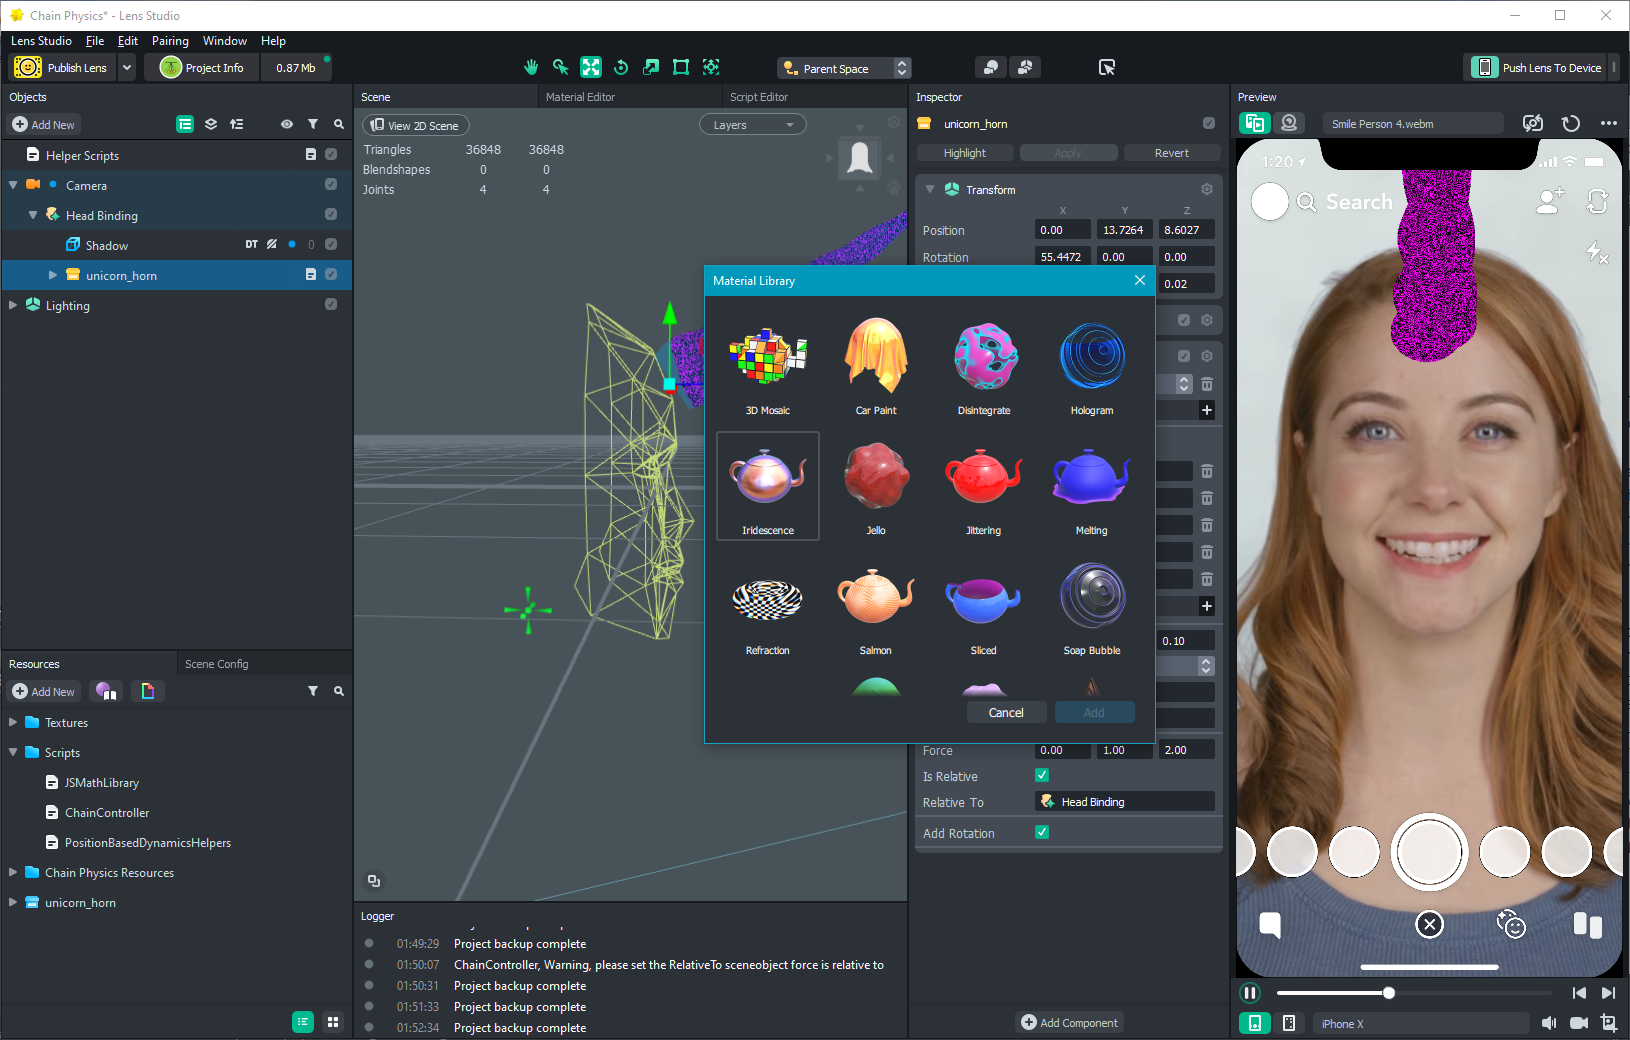 Chain Physics* - Lens Studio
Lens Studio File Edit Pairing Window Help
Publish Lens Project Info 0.87 Mb Parent Space Push Lens To Device
Objects
Add New
Helper Scripts
Camera
Head Binding
Shadow DT 0
unicorn_horn
Lighting
Resources Scene Config
Add New
Textures
Scripts
JSMathLibrary
ChainController
PositionBasedDynamicsHelpers
Chain Physics Resources
unicorn_horn
Scene Material Editor Script Editor
View 2D Scene Layers
Triangles 36848 36848
Blendshapes 0 0
Joints 4 4
Material Library
3D Mosaic Car Paint Disintegrate Hologram
Iridescence Jello Jittering Melting
Refraction Salmon Sliced Soap Bubble
Cancel Add
Logger
01:49:29 Project backup complete
01:50:07 ChainController, Warning, please set the RelativeTo sceneobject force is relative to
01:50:31 Project backup complete
01:51:33 Project backup complete
01:52:34 Project backup complete
Inspector
unicorn_horn
Highlight Apply Revert
Transform
X Y Z
Position 0.00 13.7264 8.6027
Rotation 55.4472 0.00 0.00
0.02
0.10
Force 0.00 1.00 2.00
Is Relative
Relative To Head Binding
Add Rotation
Add Component
Preview
Smile Person 4.webm
1:20
Search
iPhone X